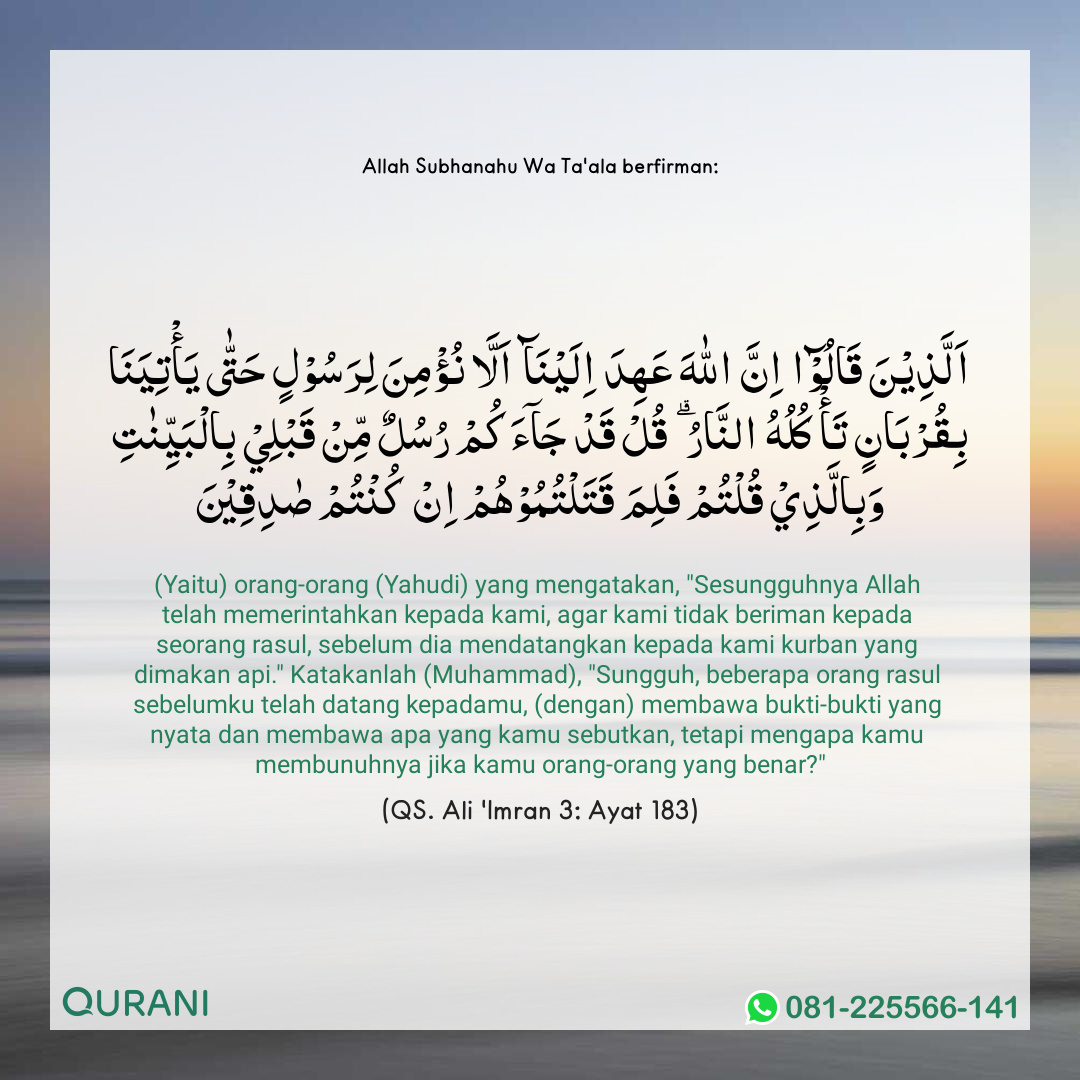 Allah Subhanahu Wa Ta'ala berfirman:
اَلَّذِيْنَ قَالُوْۤا اِنَّ اللّٰهَ عَهِدَ اِلَيْنَاۤ اَلَّا نُؤْمِنَ لِرَسُوْلٍ حَتّٰى يَأْتِيَنَا
بِقُرْبَانٍ تَأْكُلُهُ النَّارُ ۗ قُلْ قَدْ جَآءَكُمْ رُسُلٌ مِّنْ قَبْلِيْ بِالْبَيِّنٰتِ
وَبِالَّذِيْ قُلْتُمْ فَلِمَ قَتَلْتُمُوْهُمْ اِنْ كُنْتُمْ صٰدِقِيْنَ
(Yaitu) orang-orang (Yahudi) yang mengatakan, "Sesungguhnya Allah
telah memerintahkan kepada kami, agar kami tidak beriman kepada
seorang rasul, sebelum dia mendatangkan kepada kami kurban yang
dimakan api." Katakanlah (Muhammad), "Sungguh, beberapa orang rasul
sebelumku telah datang kepadamu, (dengan) membawa bukti-bukti yang
nyata dan membawa apa yang kamu sebutkan, tetapi mengapa kamu
membunuhnya jika kamu orang-orang yang benar?"
(QS. Ali 'Imran 3: Ayat 183)
QURANI
081-225566-141